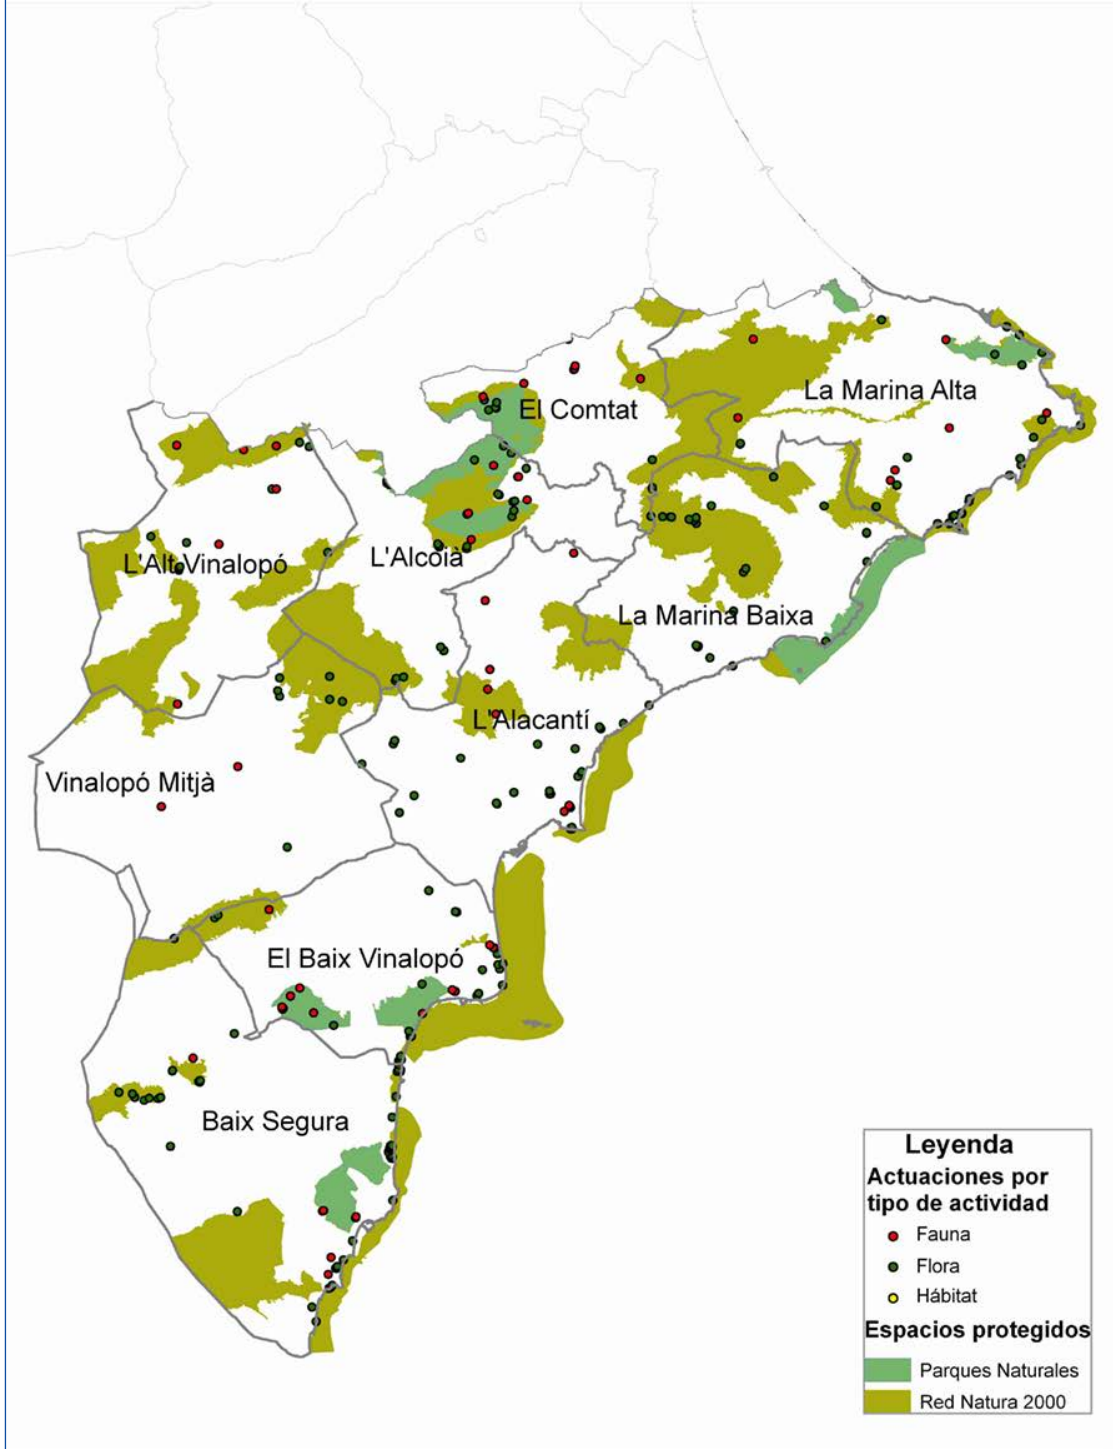 El Comtat
La Marina Alta
L'Alt Vinalopó
L'Alcoià
La Marina Baixa
L'Alacantí
Vinalopó Mitjà
El Baix Vinalopó
Baix Segura
Leyenda
Actuaciones por
tipo de actividad
Fauna
Flora
Hábitat
Espacios protegidos
Parques Naturales
Red Natura 2000